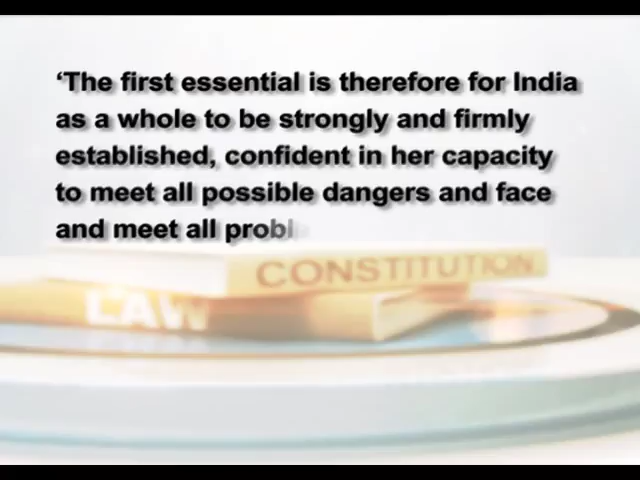 ‘The first essential is therefore for India
as a whole to be strongly and firmly
established, confident in her capacity
to meet all possible dangers and face
and meet all probl
CONSTITUTION
LAW